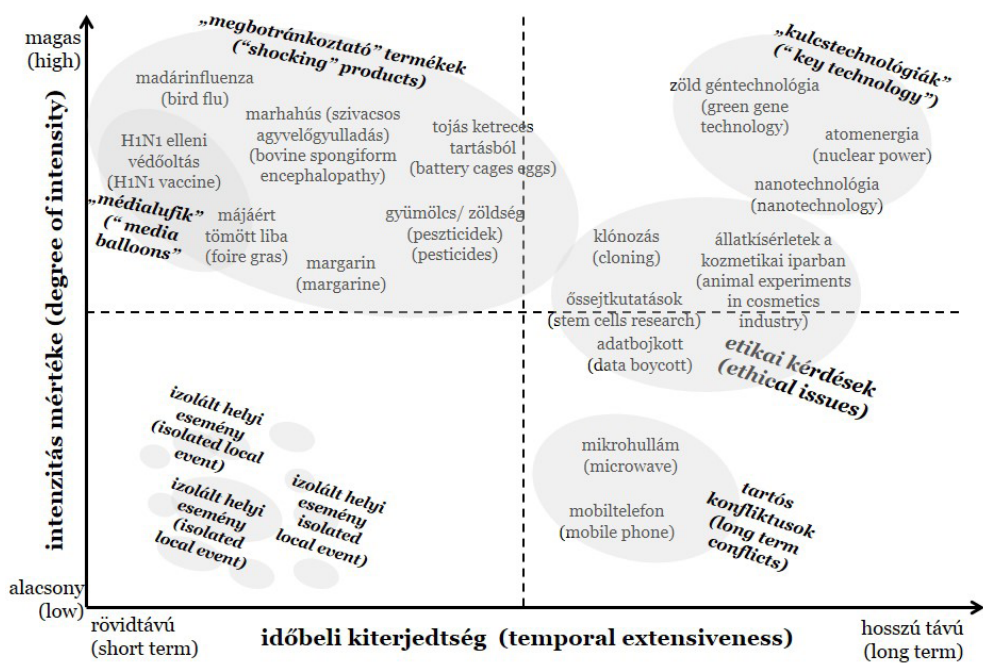 magas
(high)
„megbotránkoztató” termékek
(“shocking” products)
„kulcstechnológiák”
(“ key technology”)
madárinfluenza
(bird flu)
H1N1 elleni
védőoltás
(H1N1 vaccine)
marhahús (szivacsos
agyvelőgyulladás)
(bovine spongiform
encephalopathy)
tojás ketreces
tartásból
(battery cages eggs)
zöld géntechnológia
(green gene
technology)
atomenergia
(nuclear power)
nanotechnológia
(nanotechnology)
„médialufik”
(“ media
balloons”
májáért
tömött liba
(foire gras)
margarin
(margarine)
gyümölcs/ zöldség
(peszticidek)
(pesticides)
klónozás
(cloning)
állatkísérletek a
kozmetikai iparban
(animal experiments
in cosmetics
industry)
őssejtkutatások
(stem cells research)
adatbojkott
(data boycott)
etikai kérdések
(ethical issues)
intenzitás mértéke (degree of intensity)
izolált helyi
esemény
(isolated local
event)
izolált helyi
esemény
(isolated
local event)
izolált helyi
esemény
isolated
local event)
mikrohullám
(microwave)
mobiltelefon
(mobile phone)
tartós
konfliktusok
(long term
conflicts)
alacsony
(low)
rövidtávú
(short term)
időbeli kiterjedtség (temporal extensiveness)
hosszú távú
(long term)